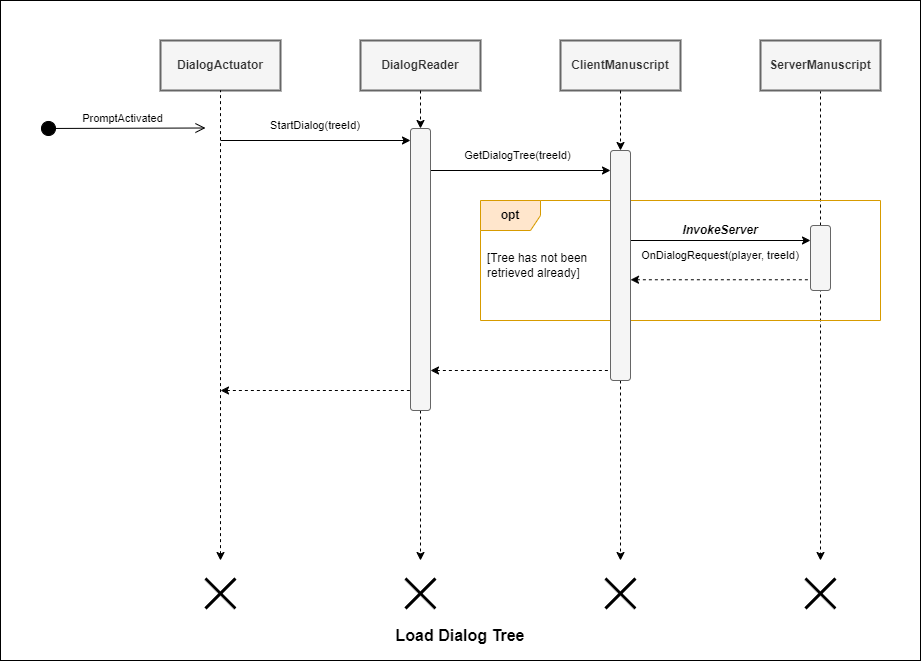 DialogActuator
DialogReader
ClientManuscript
ServerManuscript
PromptActivated
StartDialog(treeId)
GetDialogTree(treeId)
opt
InvokeServer
[Tree has not been
retrieved already]
OnDialogRequest(player, treeId)
Load Dialog Tree